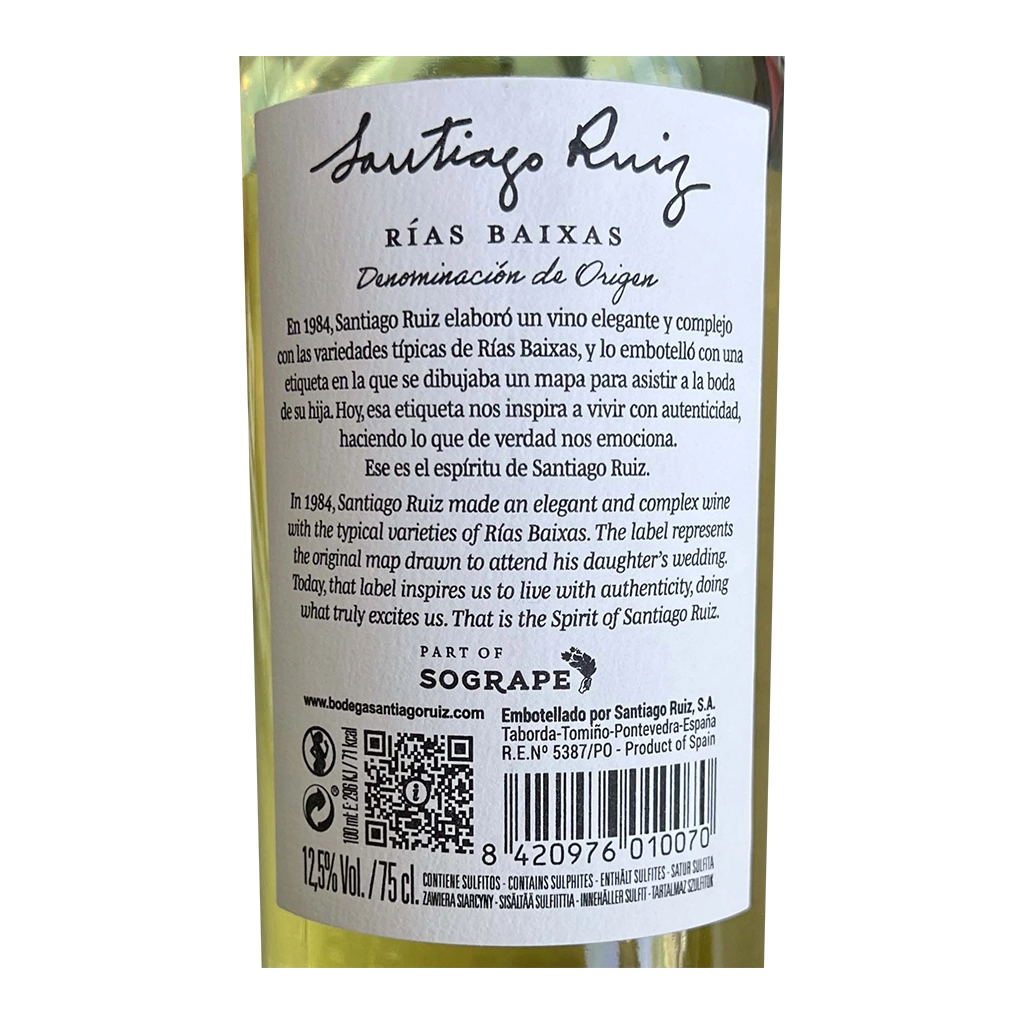 Santiago Ruiz
RÍAS BAIXAS
Denominación de Origen
En 1984, Santiago Ruiz elaboró un vino elegante y complejo
con las variedades típicas de Rías Baixas, y lo embotelló con una
etiqueta en la que se dibujaba un mapa para asistir a la boda
de su hija. Hoy, esa etiqueta nos inspira a vivir con autenticidad,
haciendo lo que de verdad nos emociona.
Ese es el espíritu de Santiago Ruiz.
In 1984, Santiago Ruiz made an elegant and complex wine
with the typical varieties of Rías Baixas. The label represents
the original map drawn to attend his daughter's wedding.
Today, that label inspires us to live with authenticity, doing
what truly excites us. That is the Spirit of Santiago Ruiz.
PART OF
SOGRAPE
www.bodegasantiagoruiz.com
Embotellado por Santiago Ruiz, S.A.
Taborda-Tomiño-Pontevedra-España
R.E.Nº 5387/PO - Product of Spain
100 ml: E: 296 KJ / 71 kcal
8 420976 010070
12,5% Vol. / 75 cl.
CONTIENE SULFITOS - CONTAINS SULPHITES - ENTHÄLT SULFITES - SATUR SULFITA
ZAWIERA SIARCYNY - SISÄLTÄÄ SULFIITTIA - INNEHÅLLER SULFIT - TARTALMAZ SZULFITOK